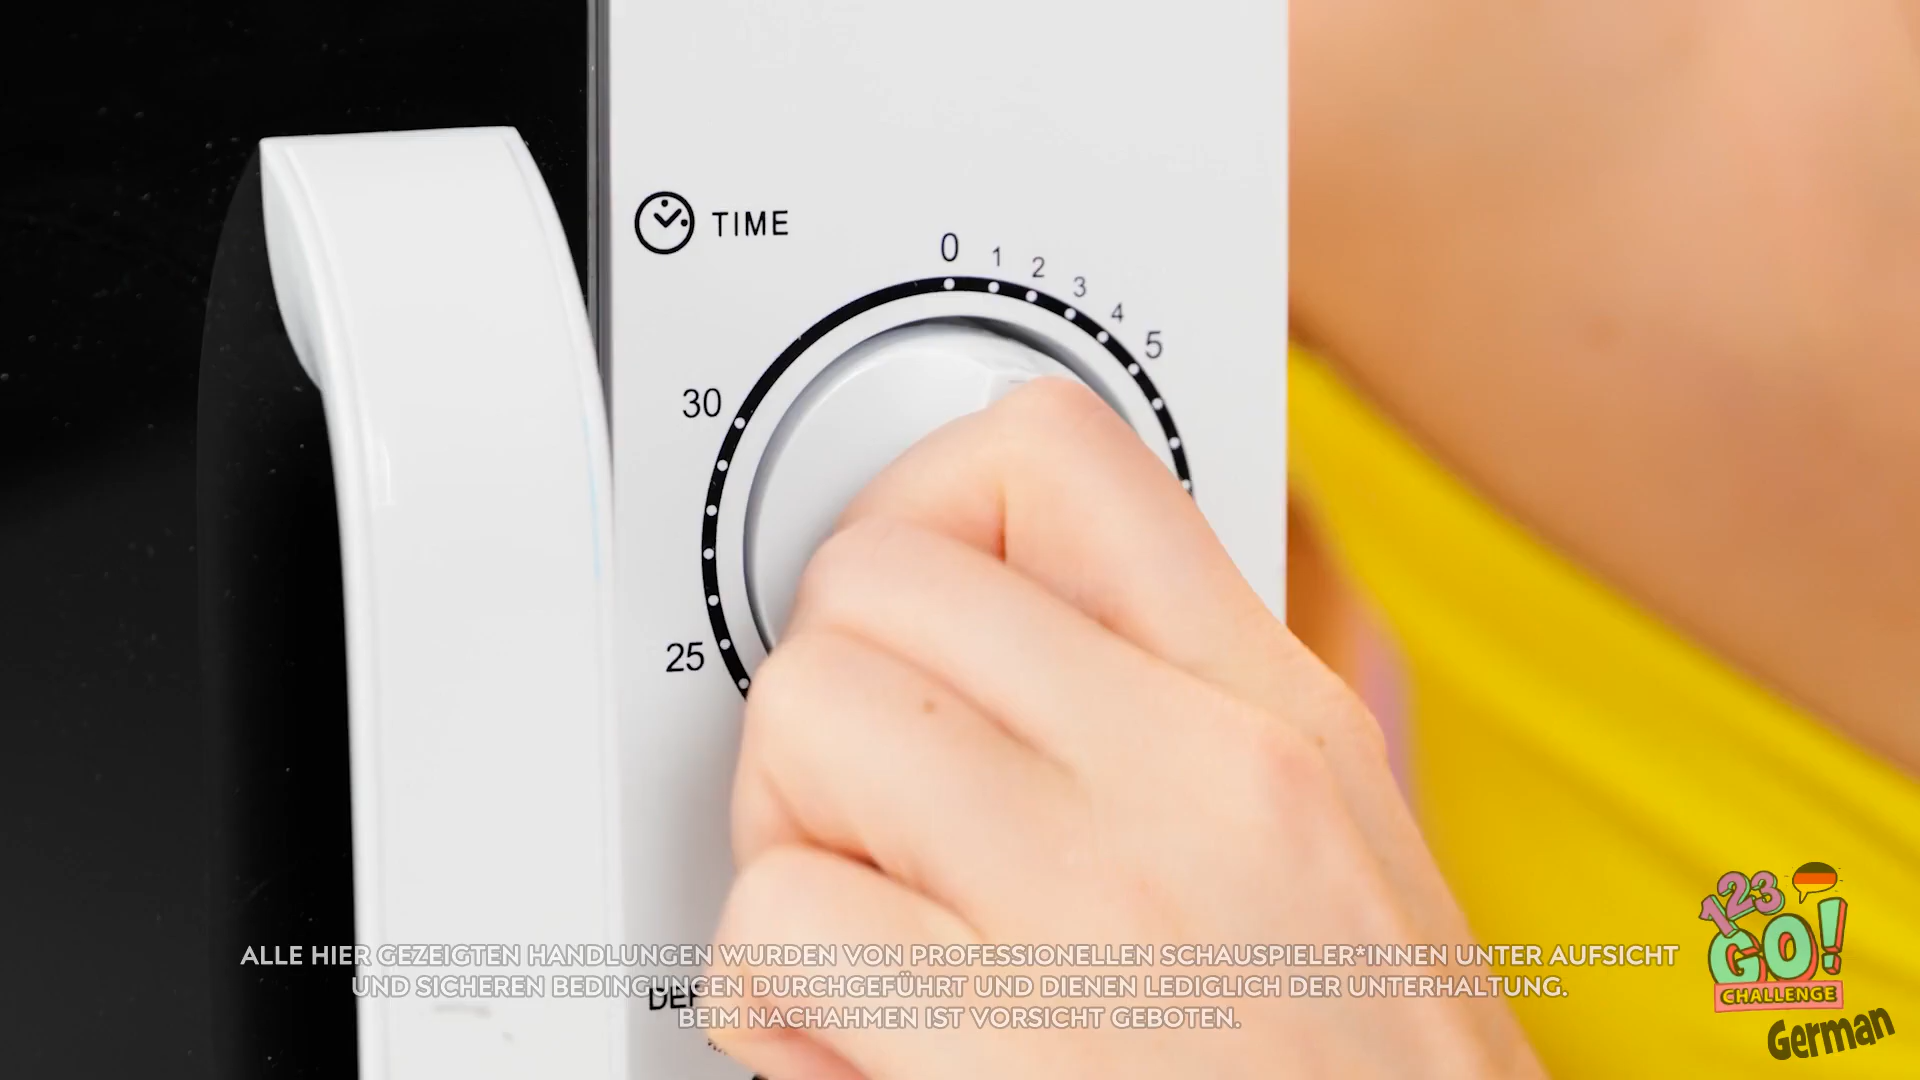 TIME
0
1
2
3
4
5
30
25
ALLE HIER GEZEIGTEN HANDLUNGEN WURDEN VON PROFESSIONELLEN SCHAUSPIELER*INNEN UNTER AUFSICHT
UND SICHEREN BEDINGUNGEN DURCHGEFÜHRT UND DIENEN LEDIGLICH DER UNTERHALTUNG.
BEIM NACHAHMEN IST VORSICHT GEBOTEN.
123
GO!
CHALLENGE
German